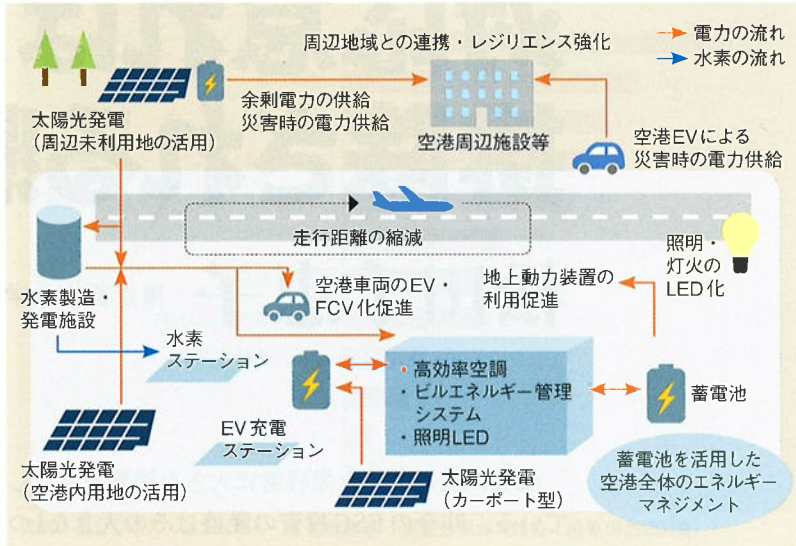 周辺地域との連携・レジリエンス強化
電力の流れ
水素の流れ
余剰電力の供給
災害時の電力供給
太陽光発電
（周辺未利用地の活用）
空港周辺施設等
空港EVによる
災害時の電力供給
走行距離の縮減
照明・
灯火の
LED化
水素製造・
発電施設
空港車両のEV・
FCV化促進
地上動力装置の
利用促進
水素
ステーション
・高効率空調
・ビルエネルギー管理
システム
・照明LED
蓄電池
EV充電
ステーション
太陽光発電
（空港内用地の活用）
太陽光発電
（カーポート型）
蓄電池を活用した
空港全体のエネルギー
マネジメント